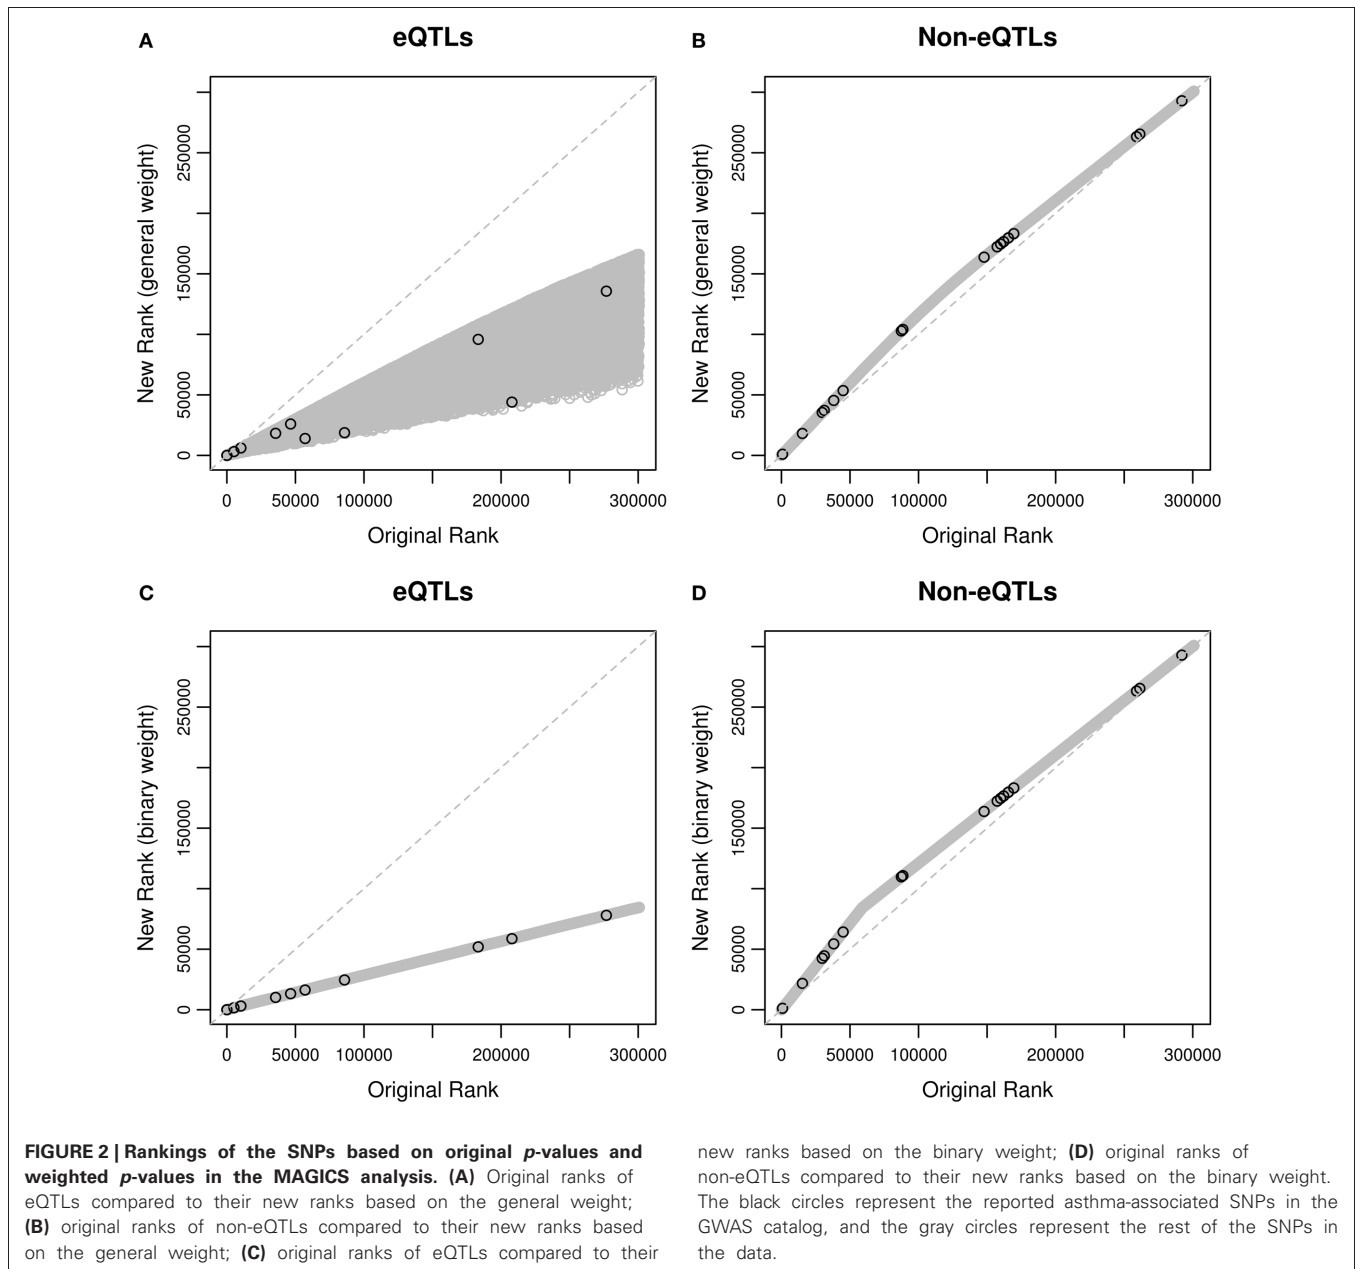 A
eQTLs
New Rank (general weight)
250000
150000
50000
0
0 50000 100000 200000 300000
Original Rank
B
Non-eQTLs
New Rank (general weight)
250000
150000
50000
0
0 50000 100000 200000 300000
Original Rank
C
eQTLs
New Rank (binary weight)
250000
150000
50000
0
0 50000 100000 200000 300000
Original Rank
D
Non-eQTLs
New Rank (binary weight)
250000
150000
50000
0
0 50000 100000 200000 300000
Original Rank
FIGURE 2 | Rankings of the SNPs based on original p-values and
weighted p-values in the MAGICS analysis. (A) Original ranks of
eQTLs compared to their new ranks based on the general weight;
(B) original ranks of non-eQTLs compared to their new ranks based
on the general weight; (C) original ranks of eQTLs compared to their
new ranks based on the binary weight; (D) original ranks of
non-eQTLs compared to their new ranks based on the binary weight.
The black circles represent the reported asthma-associated SNPs in the
GWAS catalog, and the gray circles represent the rest of the SNPs in
the data.